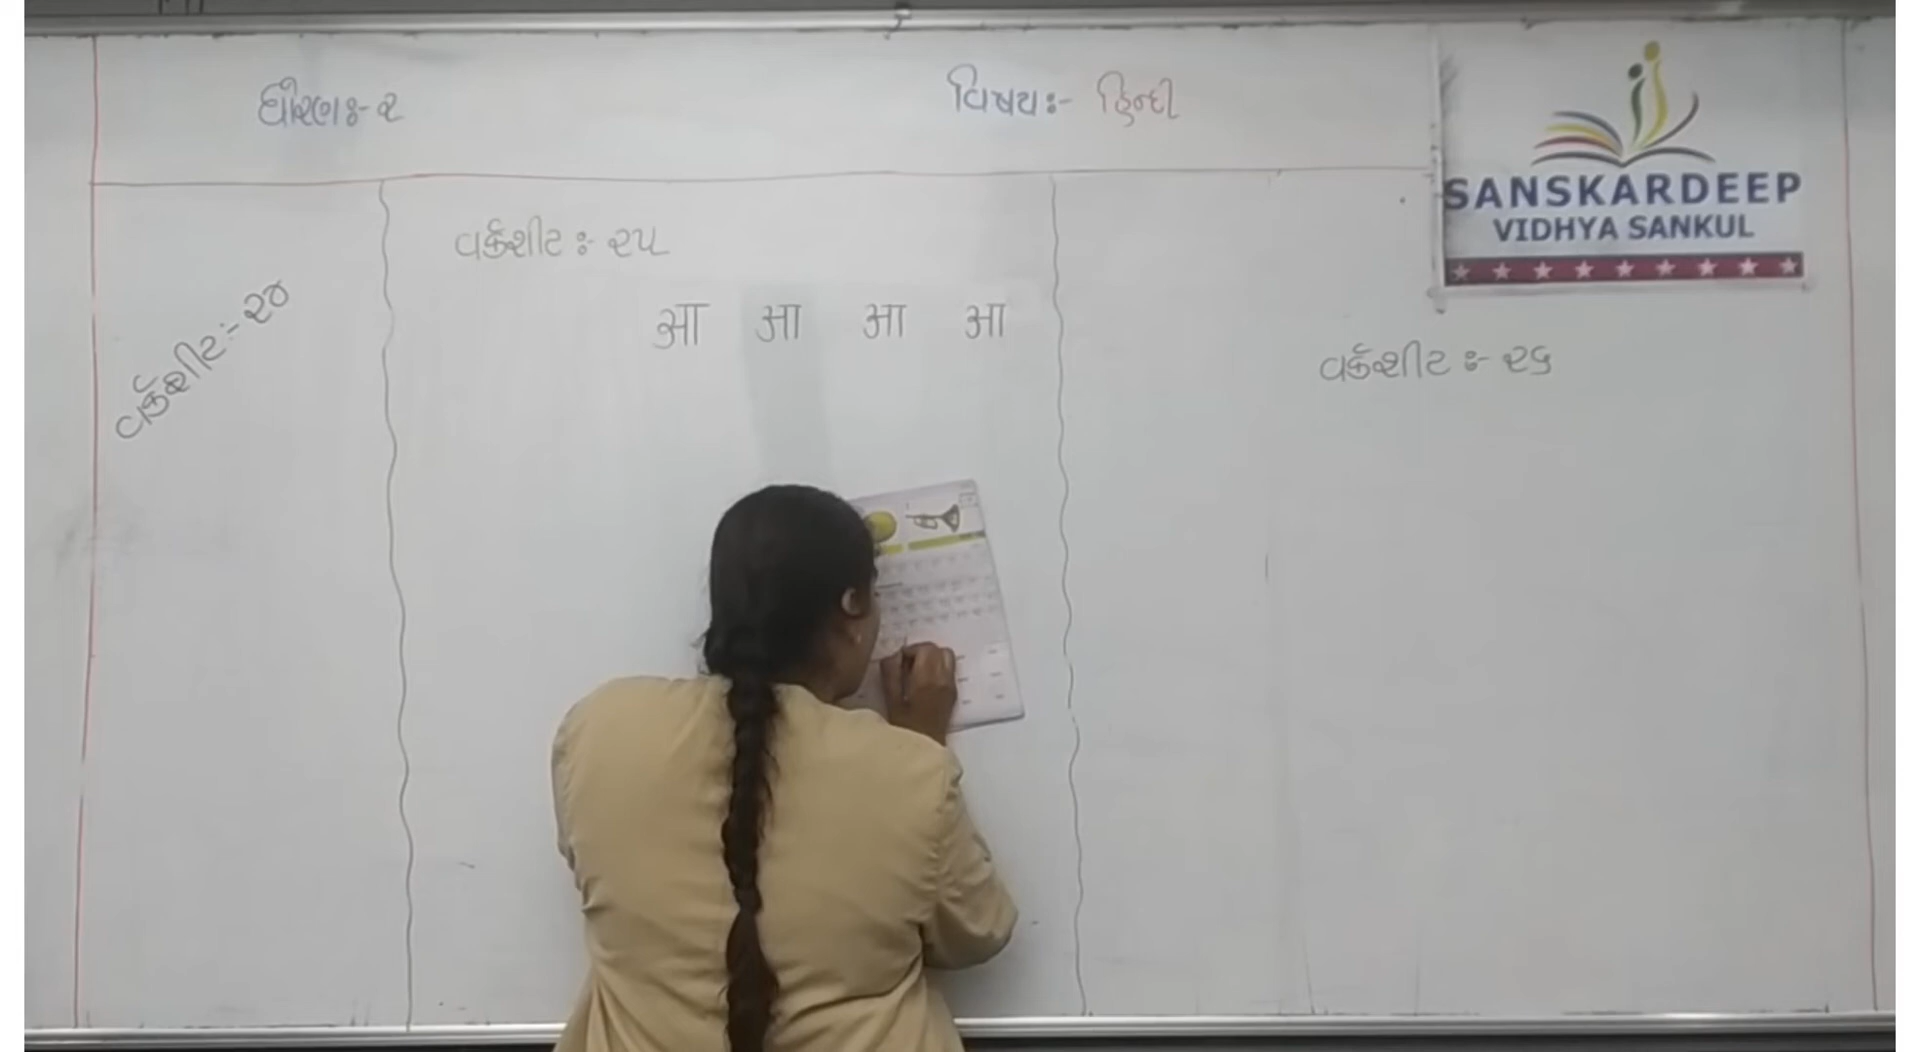 ધોરણઃ- ૨
વિષયઃ- હિન્દી
SANSKARDEEP
VIDHYA SANKUL
વર્કશીટઃ- ૨૪
વર્કશીટઃ- ૨૫
आ आ आ आ
વર્કશીટઃ- ૨૬